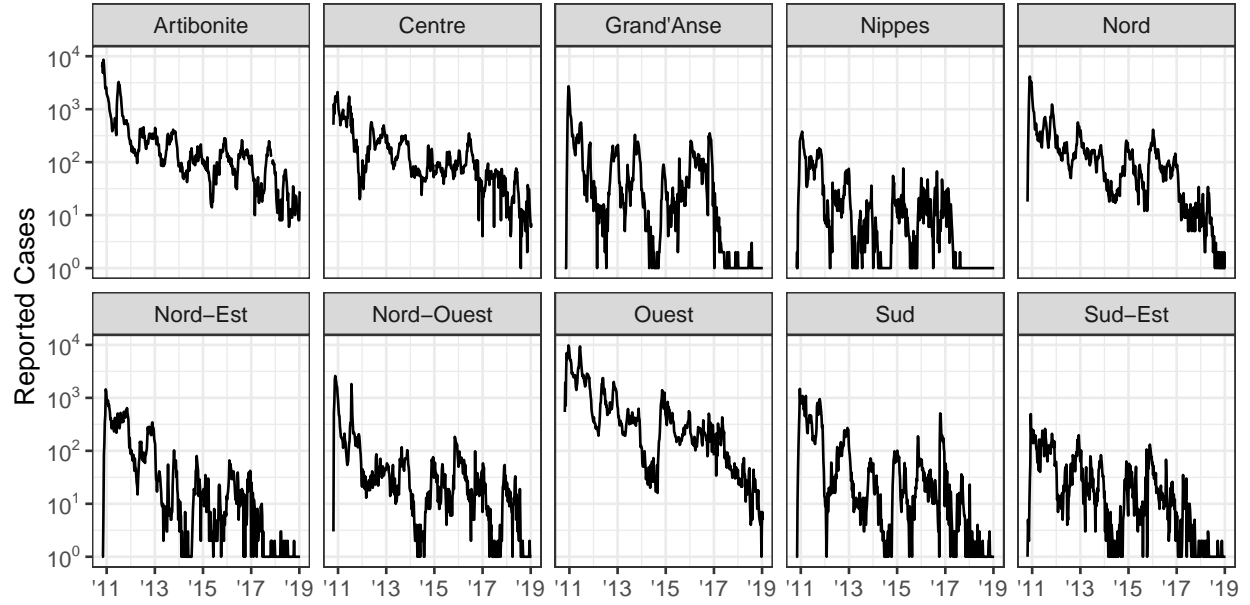 Artibonite Centre Grand'Anse Nippes Nord
10⁴
10³
10²
10¹
10⁰
Nord−Est Nord−Ouest Ouest Sud Sud−Est
10⁴
10³
10²
10¹
10⁰
Reported Cases
'11 '13 '15 '17 '19 '11 '13 '15 '17 '19 '11 '13 '15 '17 '19 '11 '13 '15 '17 '19 '11 '13 '15 '17 '19